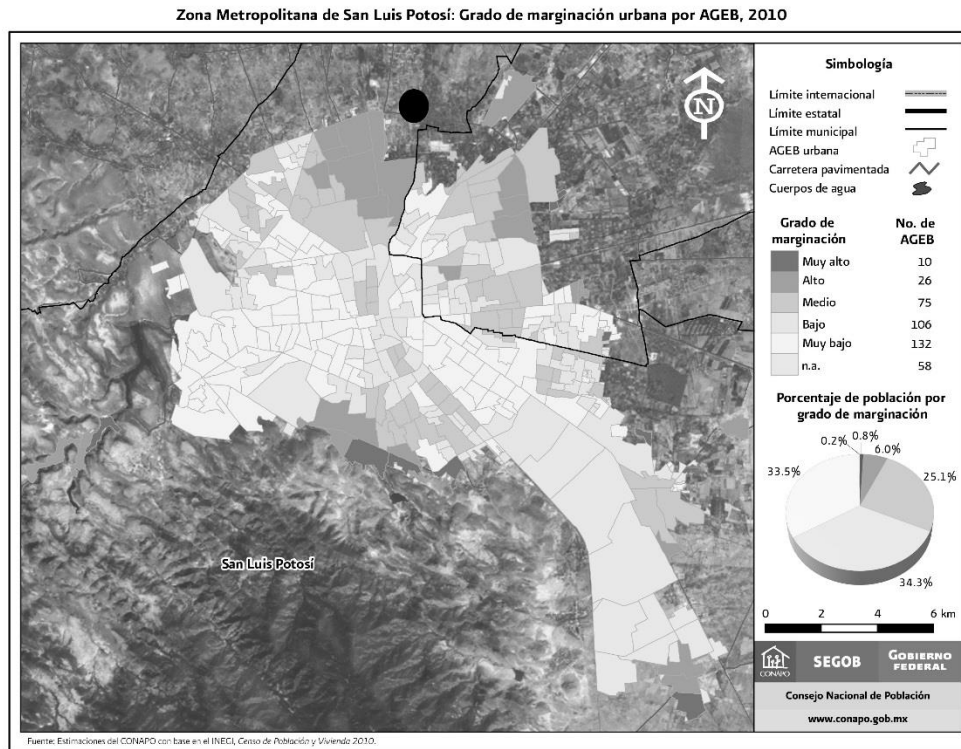 Zona Metropolitana de San Luis Potosí: Grado de marginación urbana por AGEB, 2010
N
San Luis Potosí
Simbología
Límite internacional
Límite estatal
Límite municipal
AGEB urbana
Carretera pavimentada
Cuerpos de agua
Grado de marginación No. de AGEB
Muy alto 10
Alto 26
Medio 75
Bajo 106
Muy bajo 132
n.a. 58
Porcentaje de población por
grado de marginación
0.2% 0.8%
6.0%
33.5% 25.1%
34.3%
0 2 4 6 km
CONAPO SEGOB GOBIERNO FEDERAL
Consejo Nacional de Población
www.conapo.gob.mx
Fuente: Estimaciones del CONAPO con base en el INEGI, Censo de Población y Vivienda 2010.